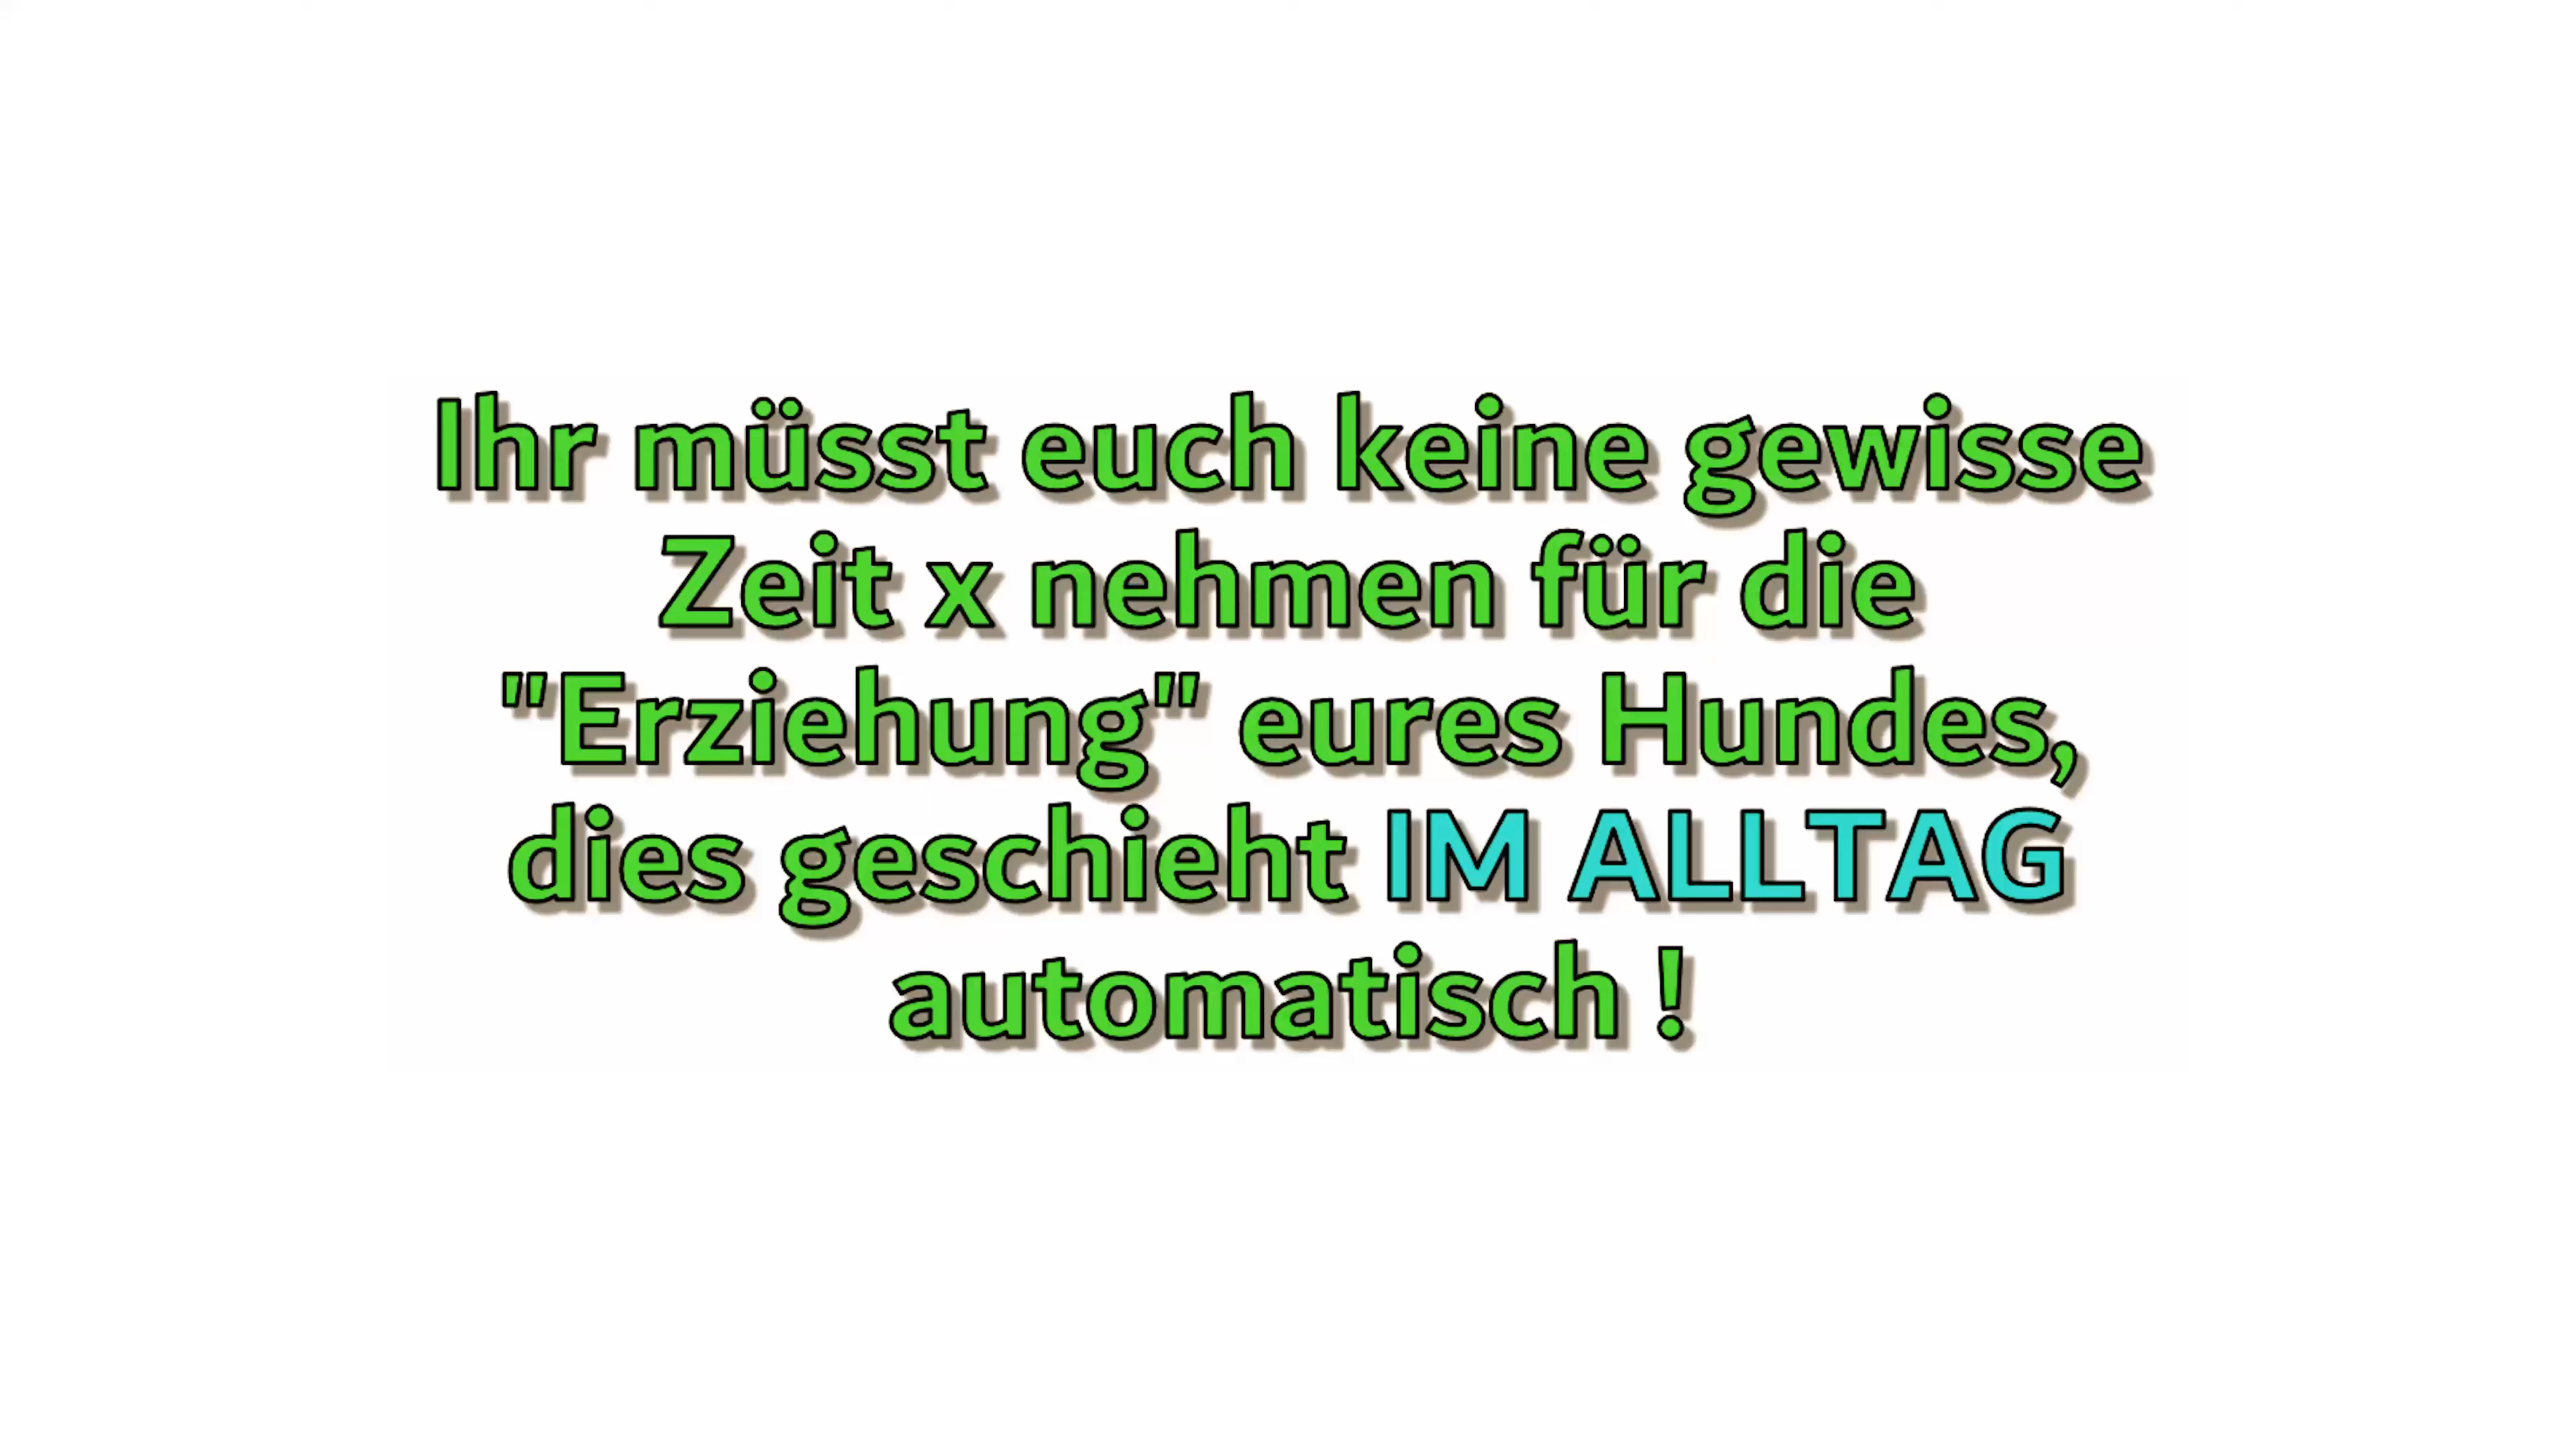 Ihr müsst euch keine gewisse
Zeit x nehmen für die
"Erziehung" eures Hundes,
dies geschieht IM ALLTAG
automatisch !